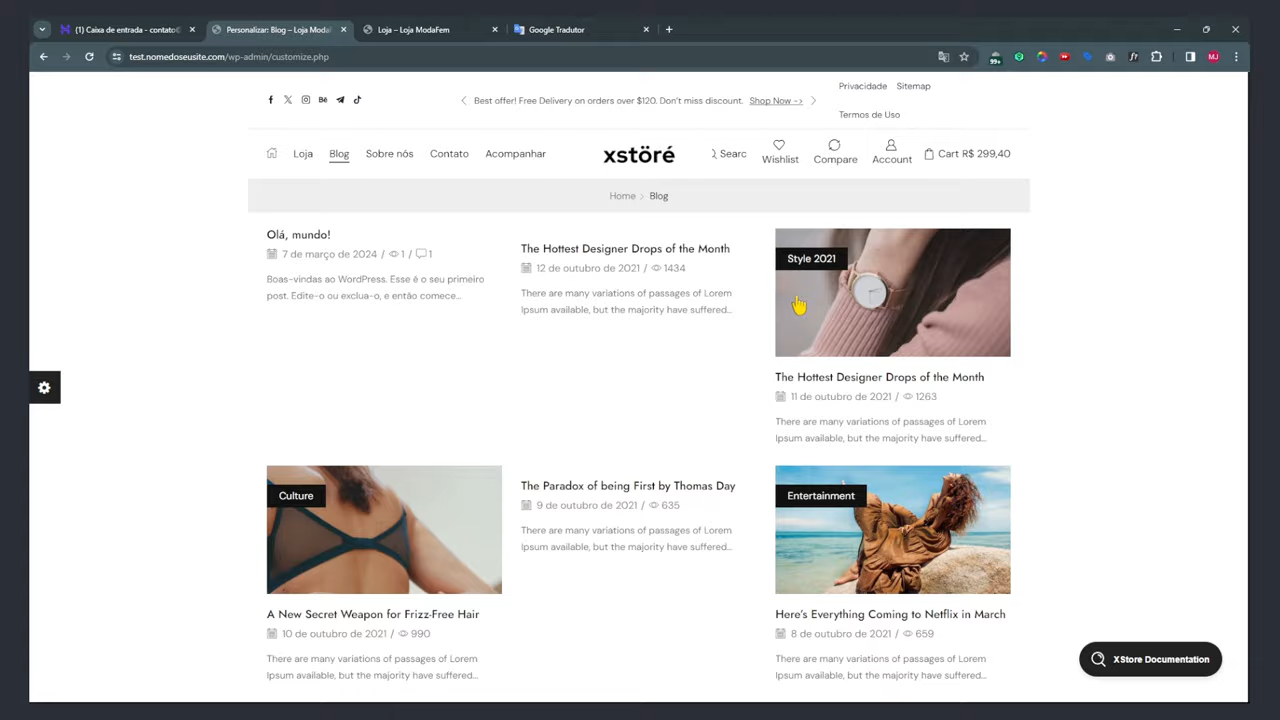 (1) Caixa de entrada - contato@
Personalizar: Blog – Loja Moda
Loja – Loja ModaFem
Google Tradutor
test.nomedoseusite.com/wp-admin/customize.php
99+
MJ
Best offer! Free Delivery on orders over $120. Don't miss discount. Shop Now ->
Privacidade Sitemap
Termos de Uso
Loja Blog Sobre nós Contato Acompanhar
xstöré
Searc
Wishlist
Compare
Account
Cart R$ 299,40
Home > Blog
Olá, mundo!
7 de março de 2024 / 1 / 1
Boas-vindas ao WordPress. Esse é o seu primeiro
post. Edite-o ou exclua-o, e então comece...
The Hottest Designer Drops of the Month
12 de outubro de 2021 / 1434
There are many variations of passages of Lorem
Ipsum available, but the majority have suffered...
Style 2021
The Hottest Designer Drops of the Month
11 de outubro de 2021 / 1263
There are many variations of passages of Lorem
Ipsum available, but the majority have suffered...
Culture
A New Secret Weapon for Frizz-Free Hair
10 de outubro de 2021 / 990
There are many variations of passages of Lorem
Ipsum available, but the majority have suffered...
The Paradox of being First by Thomas Day
9 de outubro de 2021 / 635
There are many variations of passages of Lorem
Ipsum available, but the majority have suffered...
Entertainment
Here's Everything Coming to Netflix in March
8 de outubro de 2021 / 659
There are many variations of passages of Lorem
Ipsum available, but the majority have suffered...
XStore Documentation